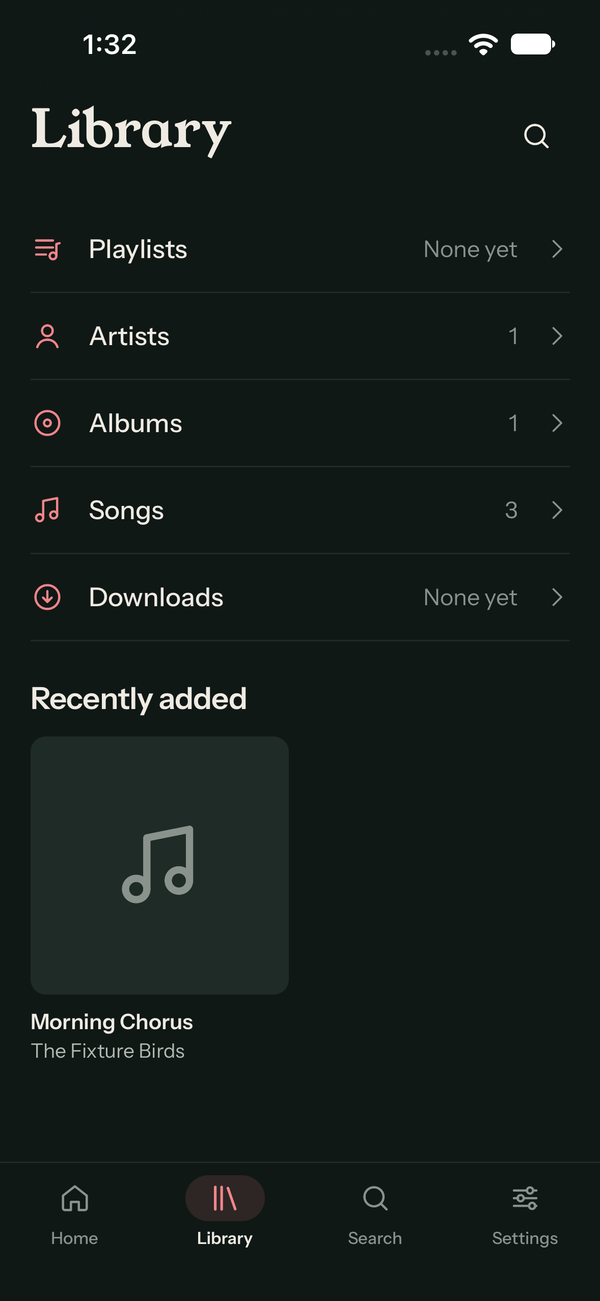 1:32
Library
Playlists None yet
Artists 1
Albums 1
Songs 3
Downloads None yet
Recently added
Morning Chorus
The Fixture Birds
Home Library Search Settings